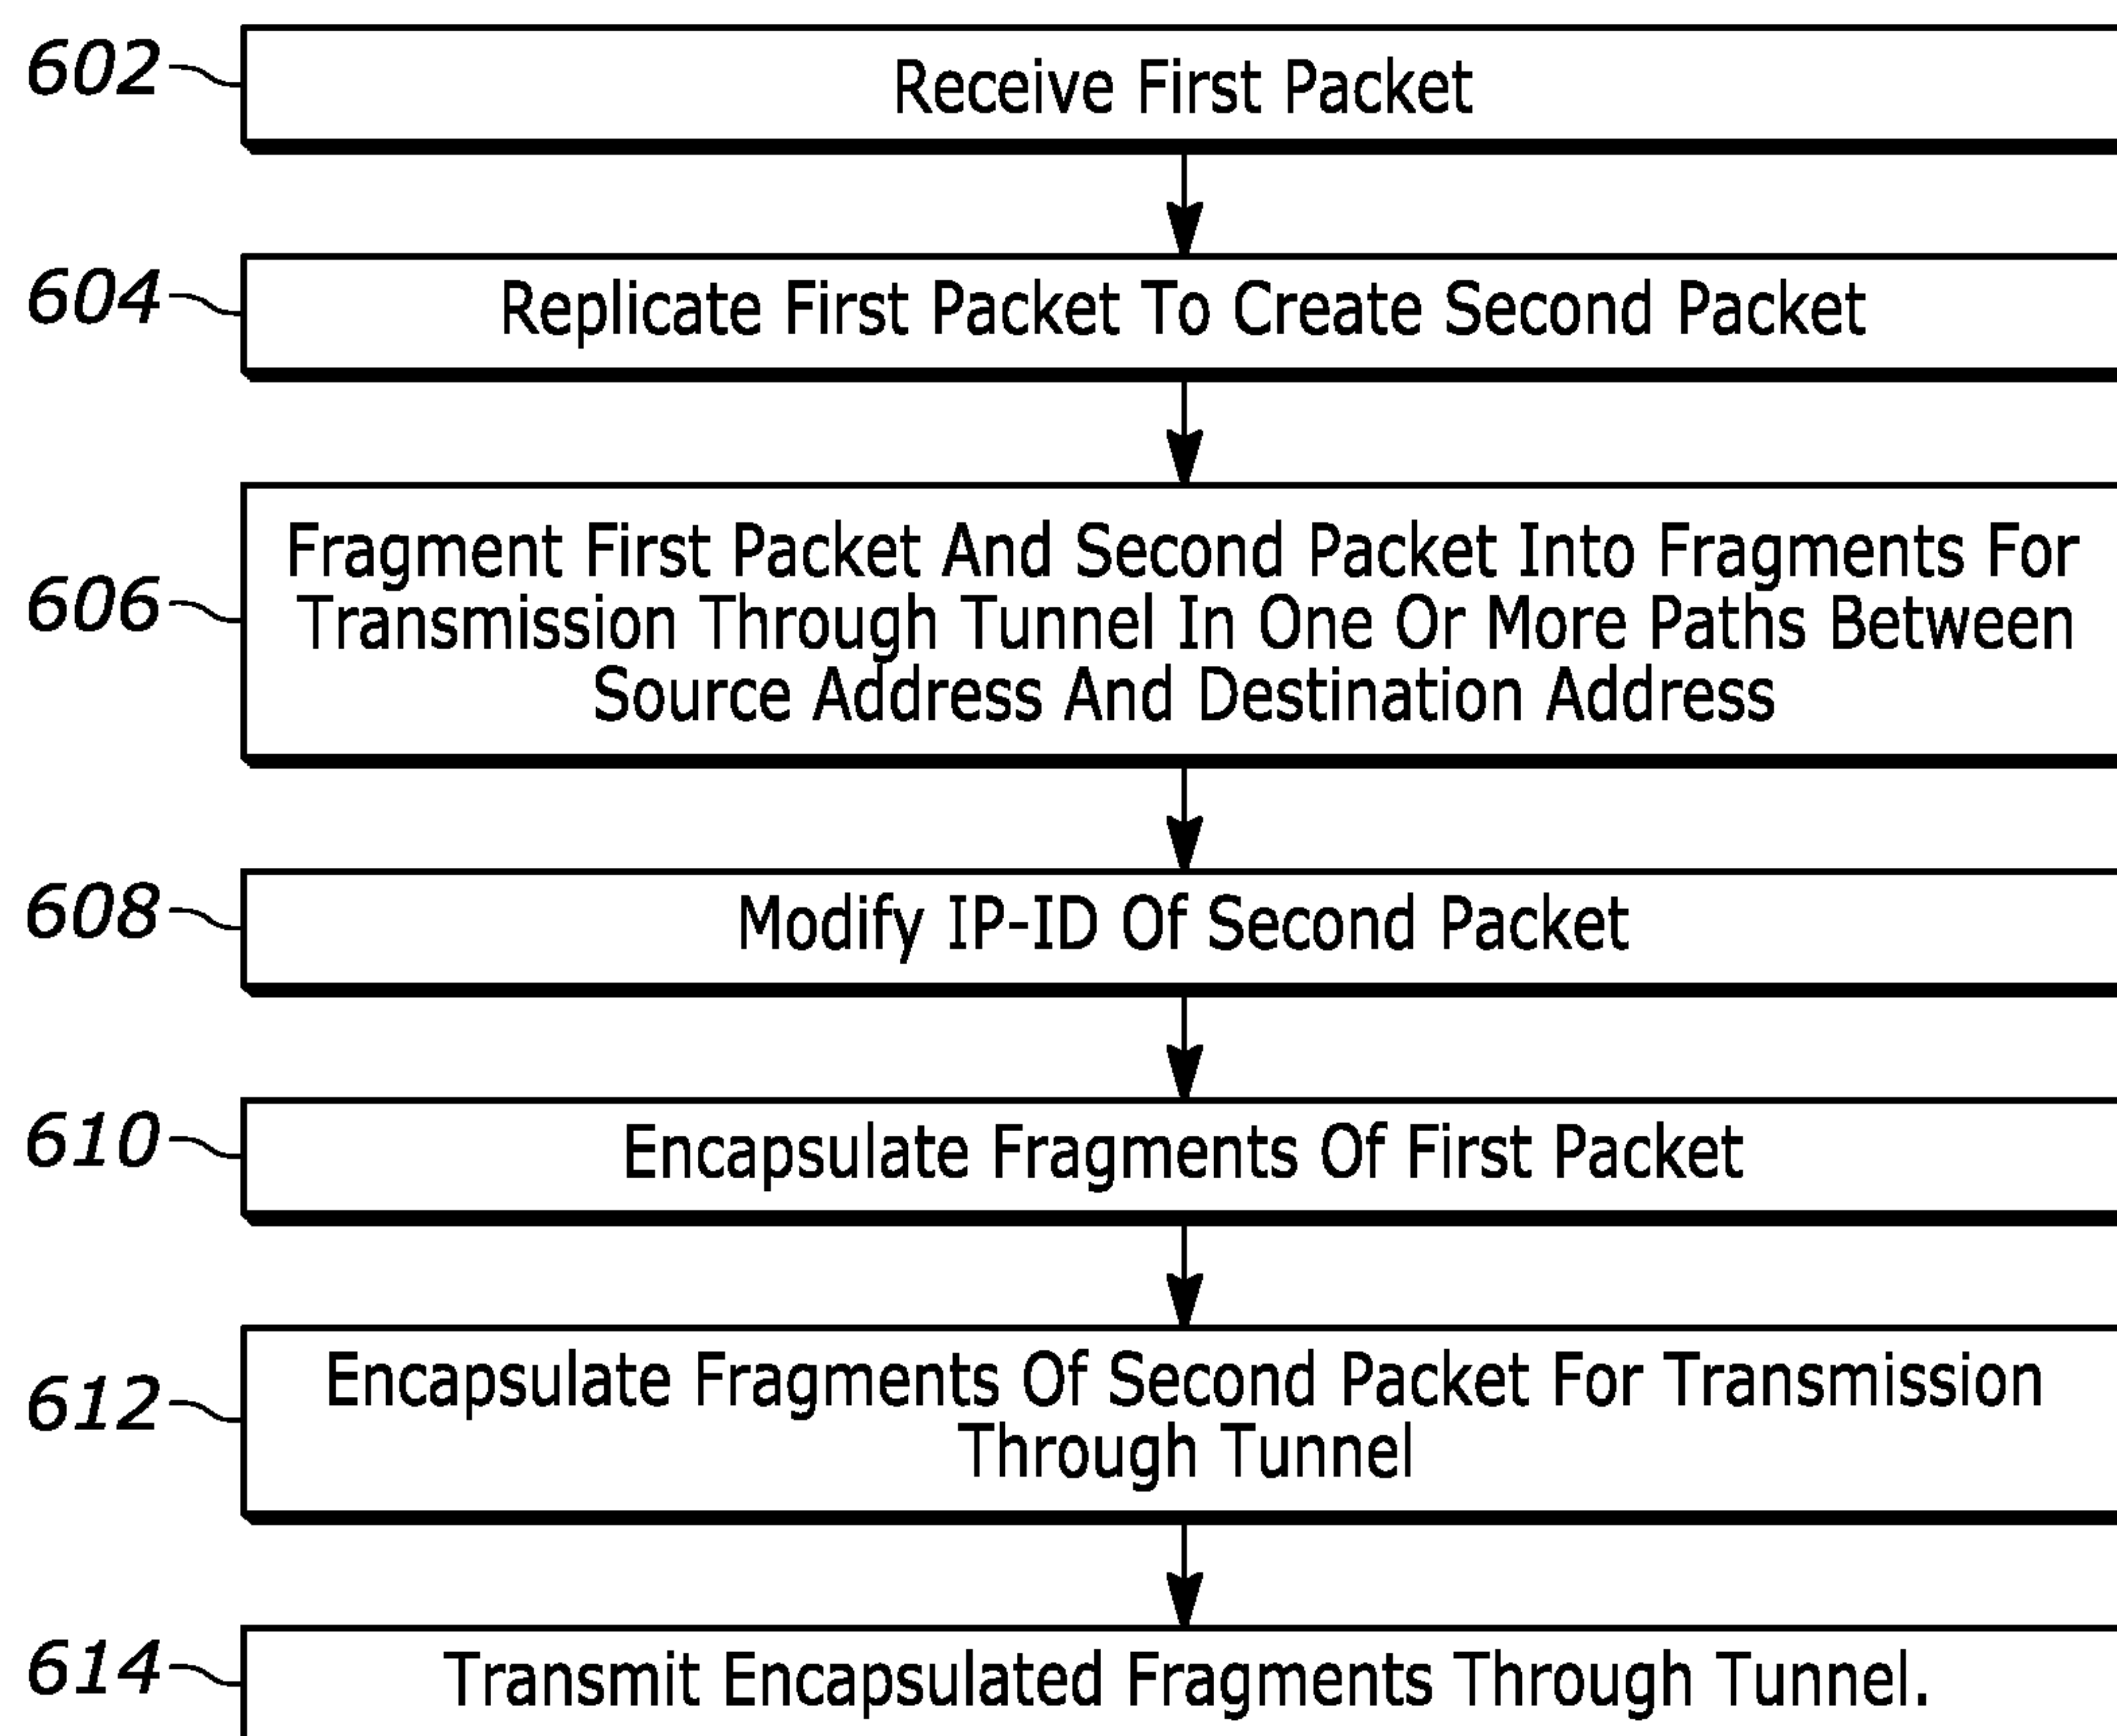 602
Receive First Packet
604
Replicate First Packet To Create Second Packet
606
Fragment First Packet And Second Packet Into Fragments For
Transmission Through Tunnel In One Or More Paths Between
Source Address And Destination Address
608
Modify IP-ID Of Second Packet
610
Encapsulate Fragments Of First Packet
612
Encapsulate Fragments Of Second Packet For Transmission
Through Tunnel
614
Transmit Encapsulated Fragments Through Tunnel.